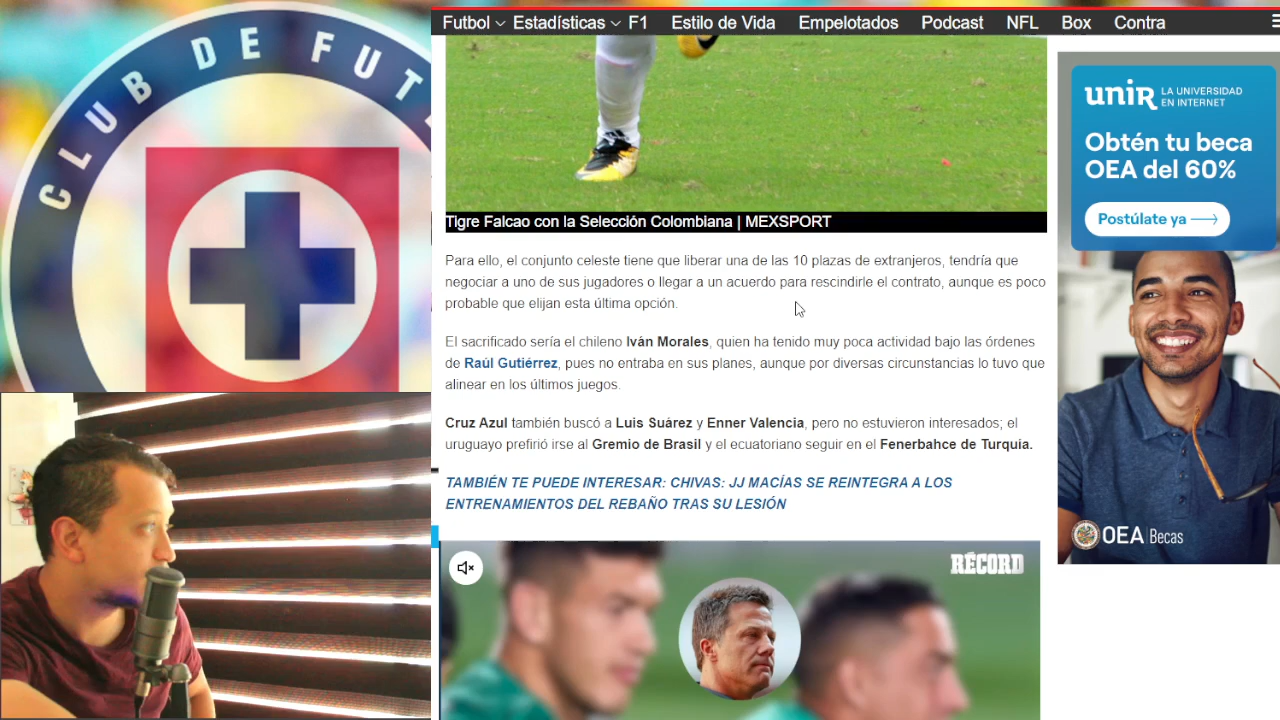 CLUB DE FUT
Futbol Estadísticas F1 Estilo de Vida Empelotados Podcast NFL Box Contra
Tigre Falcao con la Selección Colombiana | MEXSPORT
Para ello, el conjunto celeste tiene que liberar una de las 10 plazas de extranjeros, tendría que
negociar a uno de sus jugadores o llegar a un acuerdo para rescindirle el contrato, aunque es poco
probable que elijan esta última opción.
El sacrificado sería el chileno Iván Morales, quien ha tenido muy poca actividad bajo las órdenes
de Raúl Gutiérrez, pues no entraba en sus planes, aunque por diversas circunstancias lo tuvo que
alinear en los últimos juegos.
Cruz Azul también buscó a Luis Suárez y Enner Valencia, pero no estuvieron interesados; el
uruguayo prefirió irse al Gremio de Brasil y el ecuatoriano seguir en el Fenerbahce de Turquía.
TAMBIÉN TE PUEDE INTERESAR: CHIVAS: JJ MACÍAS SE REINTEGRA A LOS
ENTRENAMIENTOS DEL REBAÑO TRAS SU LESIÓN
RÉCORD
unir LA UNIVERSIDAD
EN INTERNET
Obtén tu beca
OEA del 60%
Postúlate ya
OEA | Becas